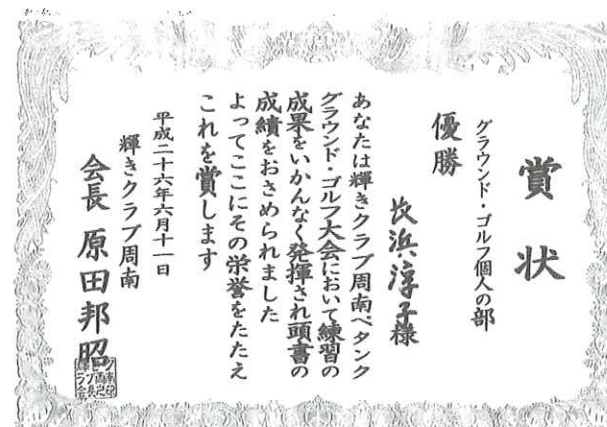 賞状
グラウンド・ゴルフ個人の部
優勝
浜淳子様
あなたは輝きクラブ周南ペタンク
グラウンド・ゴルフ大会において練習の
成果をいかんなく発揮され頭書の
成績をおさめられました
よってここにその栄誉をたたえ
これを賞します
平成二十六年六月十一日
輝きクラブ周南
会長 原田邦昭